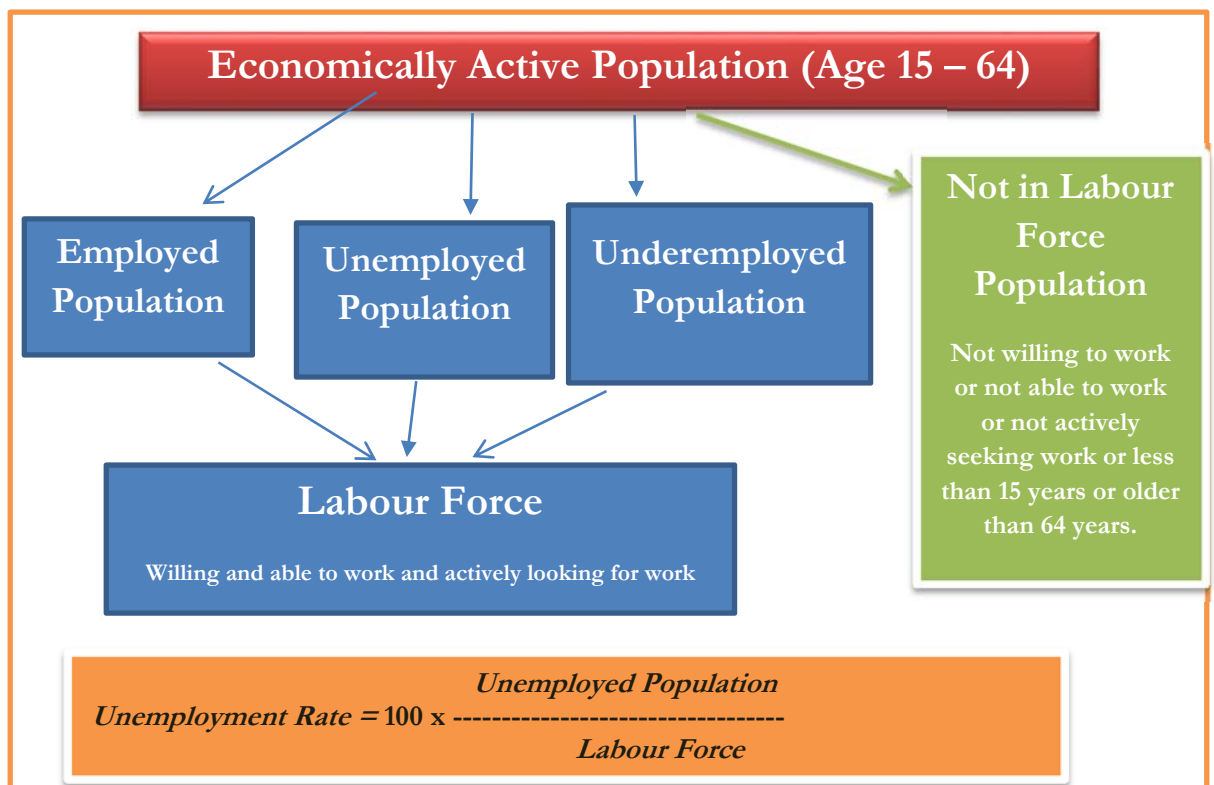 Economically Active Population (Age 15 – 64)
Employed
Population
Unemployed
Population
Underemployed
Population
Not in Labour
Force
Population
Not willing to work
or not able to work
or not actively
seeking work or less
than 15 years or older
than 64 years.
Labour Force
Willing and able to work and actively looking for work
Unemployed Population
Unemployment Rate = 100 x -----------------------------------
Labour Force